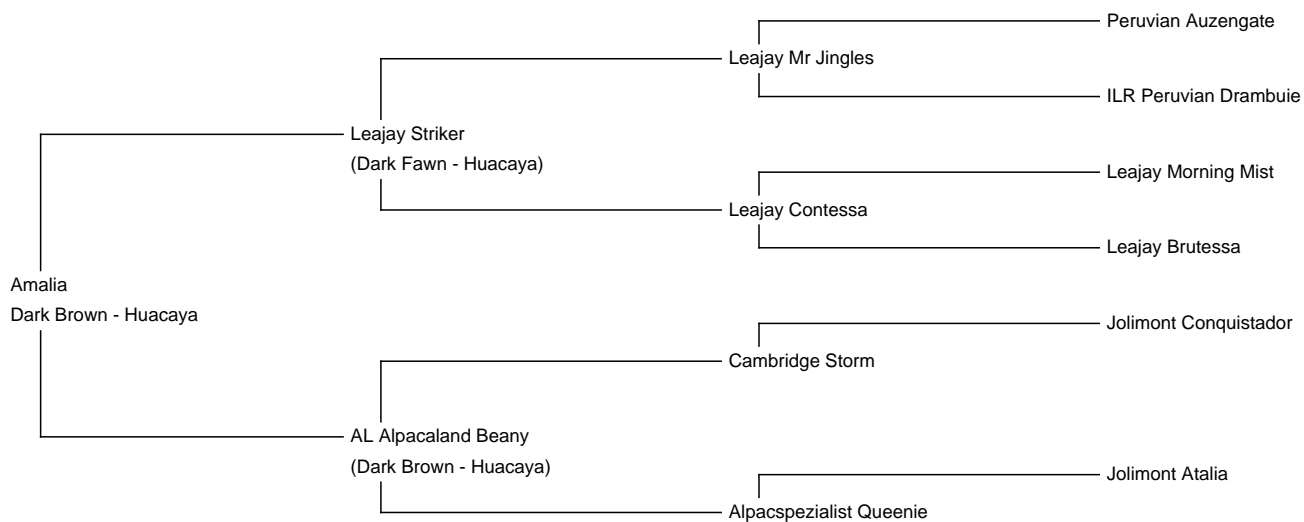 Peruvian Auzengate
Leajay Mr Jingles
ILR Peruvian Drambuie
Leajay Striker
(Dark Fawn - Huacaya)
Leajay Morning Mist
Leajay Contessa
Leajay Brutessa
Amalia
Dark Brown - Huacaya
Jolimont Conquistador
Cambridge Storm
AL Alpacaland Beany
(Dark Brown - Huacaya)
Jolimont Atalia
Alpacspezialist Queenie